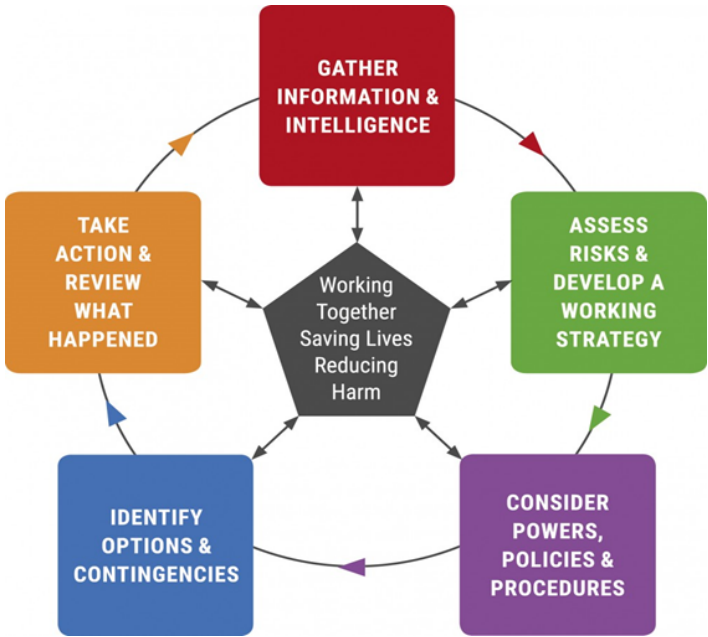 GATHER
INFORMATION &
INTELLIGENCE
ASSESS
RISKS &
DEVELOP A
WORKING
STRATEGY
CONSIDER
POWERS,
POLICIES &
PROCEDURES
IDENTIFY
OPTIONS &
CONTINGENCIES
TAKE
ACTION &
REVIEW
WHAT
HAPPENED
Working
Together
Saving Lives
Reducing
Harm